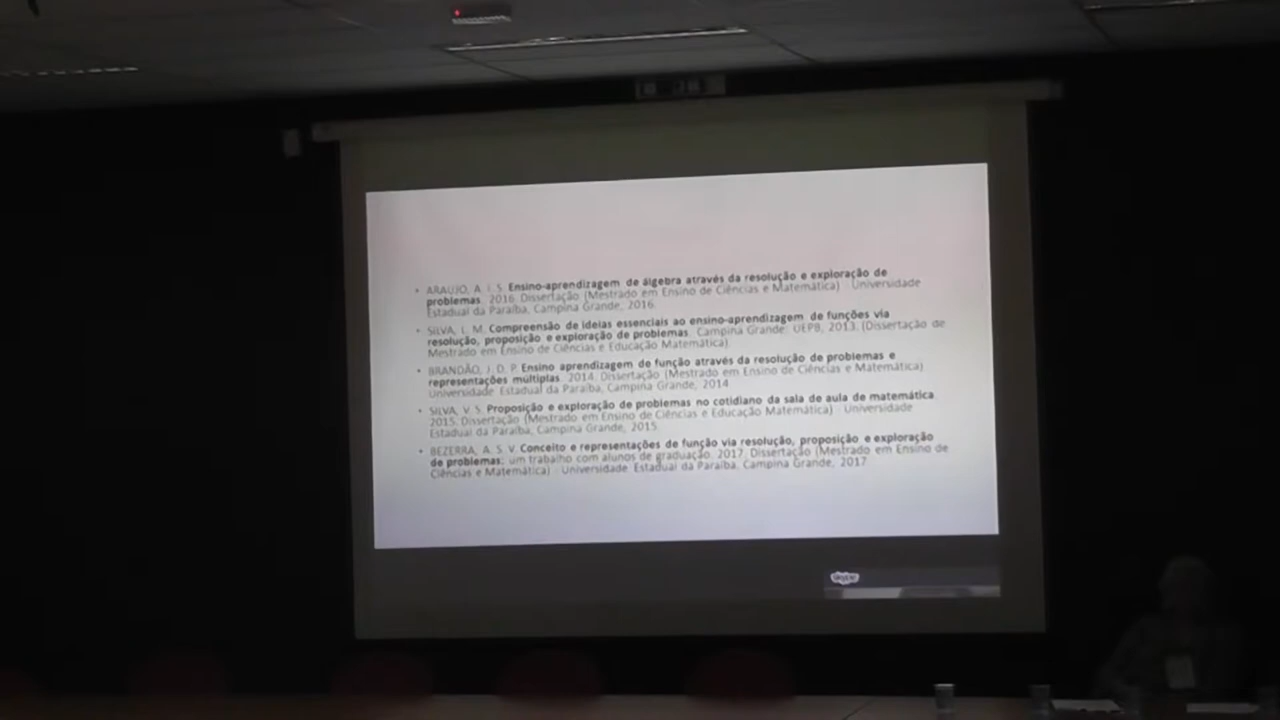 • ARAUJO, A. I. S. Ensino-aprendizagem de álgebra através da resolução e exploração de
problemas. 2016. Dissertação (Mestrado em Ensino de Ciências e Matemática) - Universidade
Estadual da Paraíba, Campina Grande, 2016.
• SILVA, L. M. Compreensão de ideias essenciais ao ensino-aprendizagem de funções via
resolução, proposição e exploração de problemas. Campina Grande: UEPB, 2013. (Dissertação de
Mestrado em Ensino de Ciências e Educação Matemática).
• BRANDÃO, J. D. P. Ensino aprendizagem de função através da resolução de problemas e
representações múltiplas. 2014. Dissertação (Mestrado em Ensino de Ciências e Matemática)
Universidade Estadual da Paraíba, Campina Grande, 2014
• SILVA, V. S. Proposição e exploração de problemas no cotidiano da sala de aula de matemática.
2015. Dissertação (Mestrado em Ensino de Ciências e Educação Matemática) - Universidade
Estadual da Paraíba, Campina Grande, 2015.
• BEZERRA, A. S. V. Conceito e representações de função via resolução, proposição e exploração
de problemas: um trabalho com alunos de graduação. 2017. Dissertação (Mestrado em Ensino de
Ciências e Matemática) - Universidade Estadual da Paraíba. Campina Grande, 2017
skype